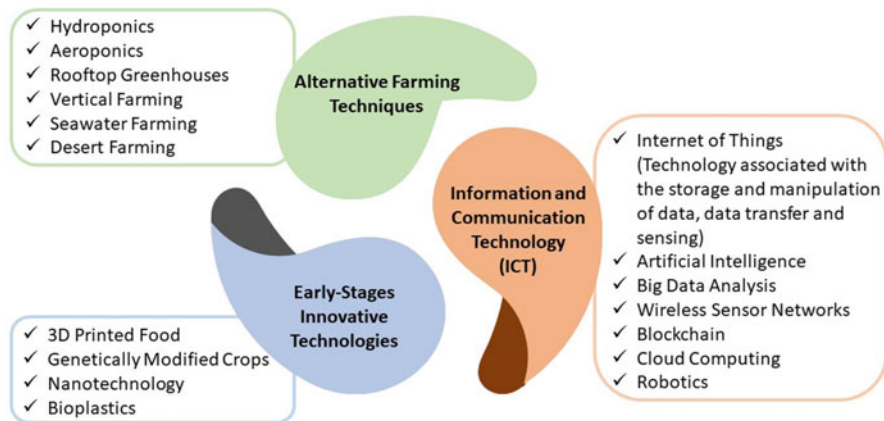 ✓ Hydroponics
✓ Aeroponics
✓ Rooftop Greenhouses
✓ Vertical Farming
✓ Seawater Farming
✓ Desert Farming
Alternative Farming
Techniques
Information and
Communication
Technology
(ICT)
✓ Internet of Things
(Technology associated with
the storage and manipulation
of data, data transfer and
sensing)
✓ Artificial Intelligence
✓ Big Data Analysis
✓ Wireless Sensor Networks
✓ Blockchain
✓ Cloud Computing
✓ Robotics
Early-Stages
Innovative
Technologies
✓ 3D Printed Food
✓ Genetically Modified Crops
✓ Nanotechnology
✓ Bioplastics